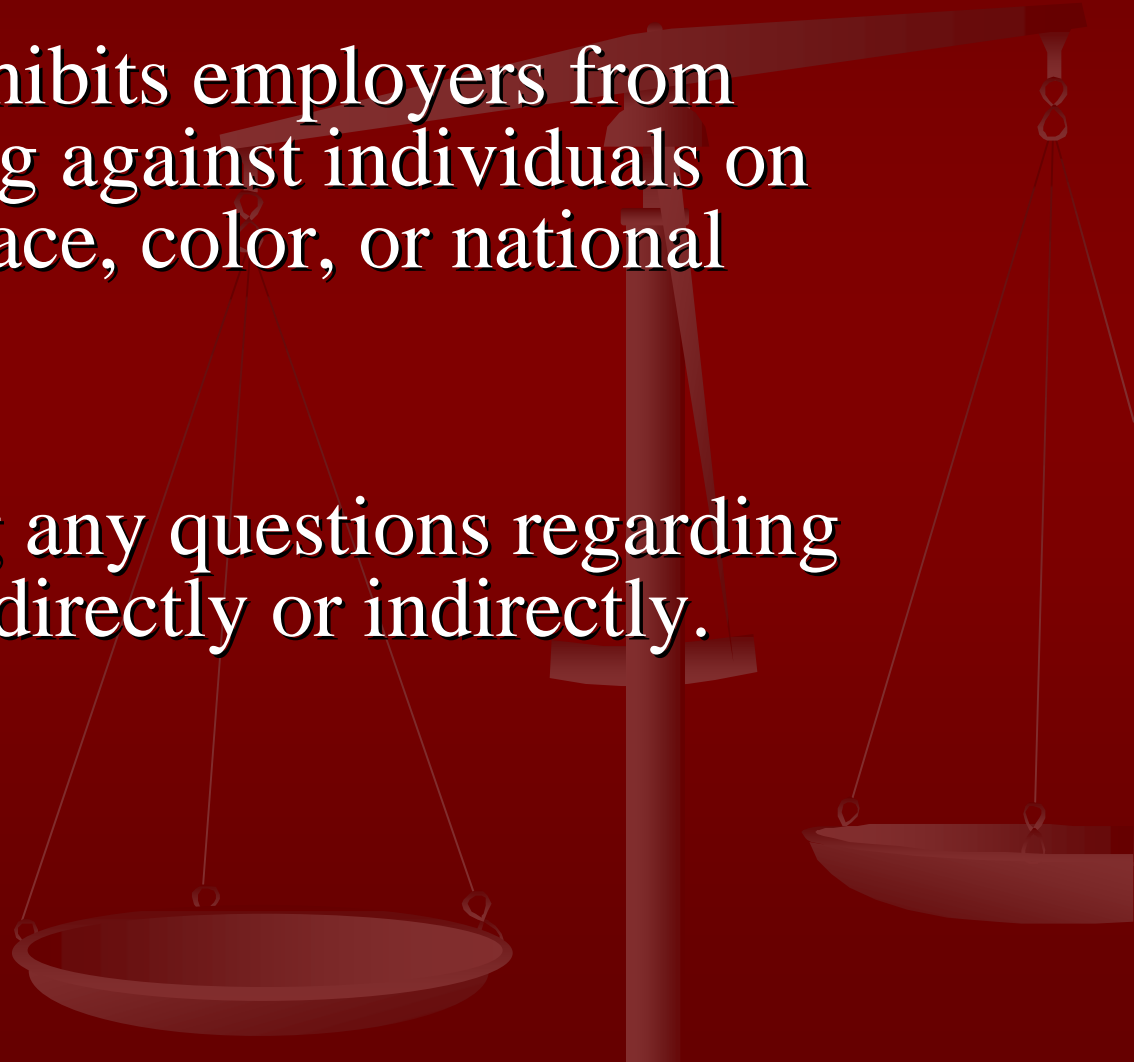 hibits employers from
g against individuals on
ace, color, or national
any questions regarding
directly or indirectly.